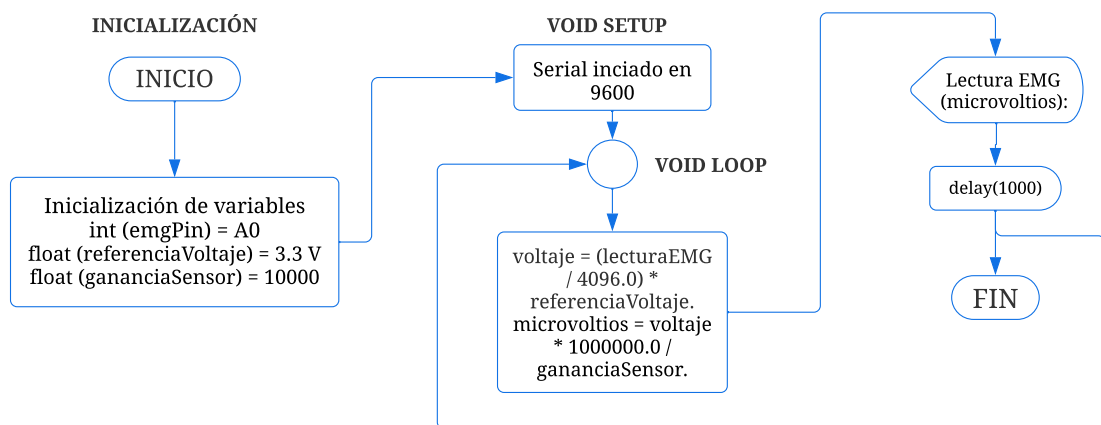 INICIALIZACIÓN
INICIO
Inicialización de variables
int (emgPin) = A0
float (referenciaVoltaje) = 3.3 V
float (gananciaSensor) = 10000
VOID SETUP
Serial inciado en
9600
VOID LOOP
voltaje = (lecturaEMG
/ 4096.0) *
referenciaVoltaje.
microvoltios = voltaje
* 1000000.0 /
gananciaSensor.
Lectura EMG
(microvoltios):
delay(1000)
FIN